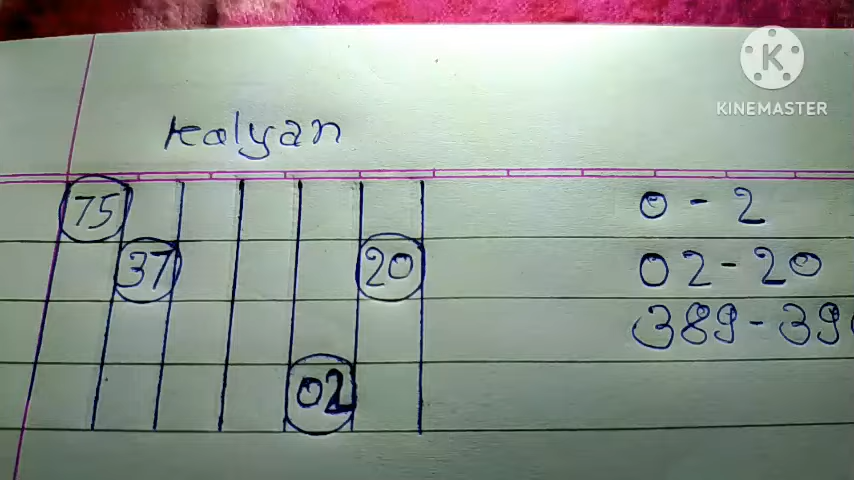 KINEMASTER
Kalyan
75
0 - 2
37 20
02 - 20
389 - 39
02